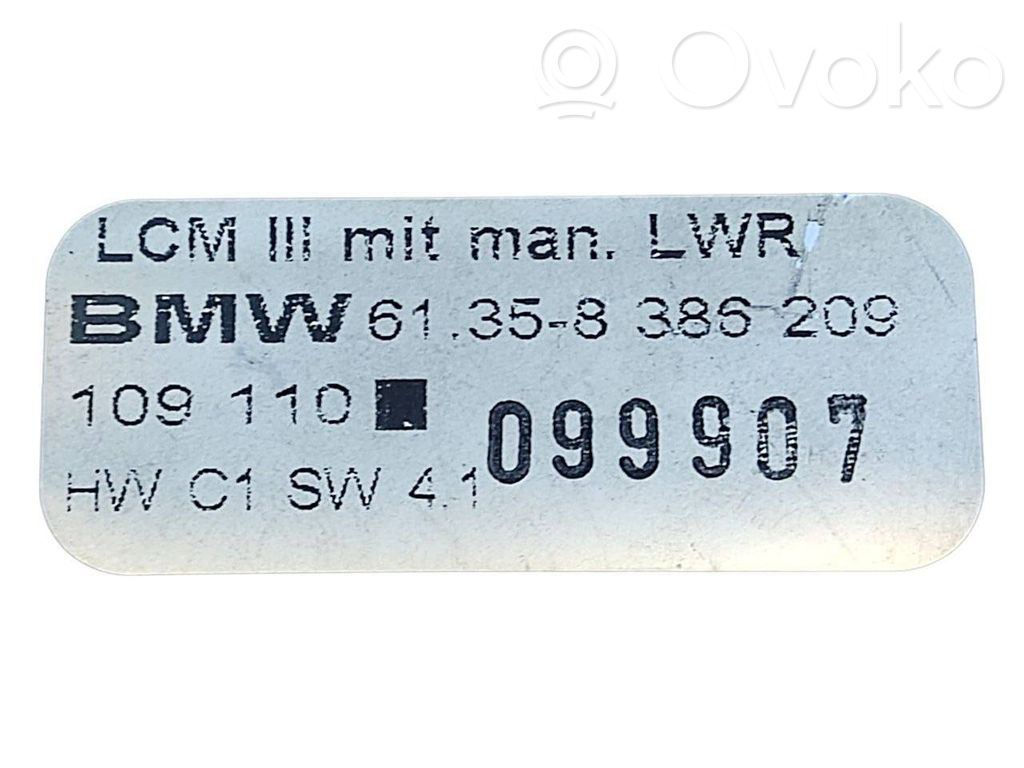 Ovoko
LCM III mit man. LWR
BMW 61.35-8 386 209
109 110 099907
HW C1 SW 4.1